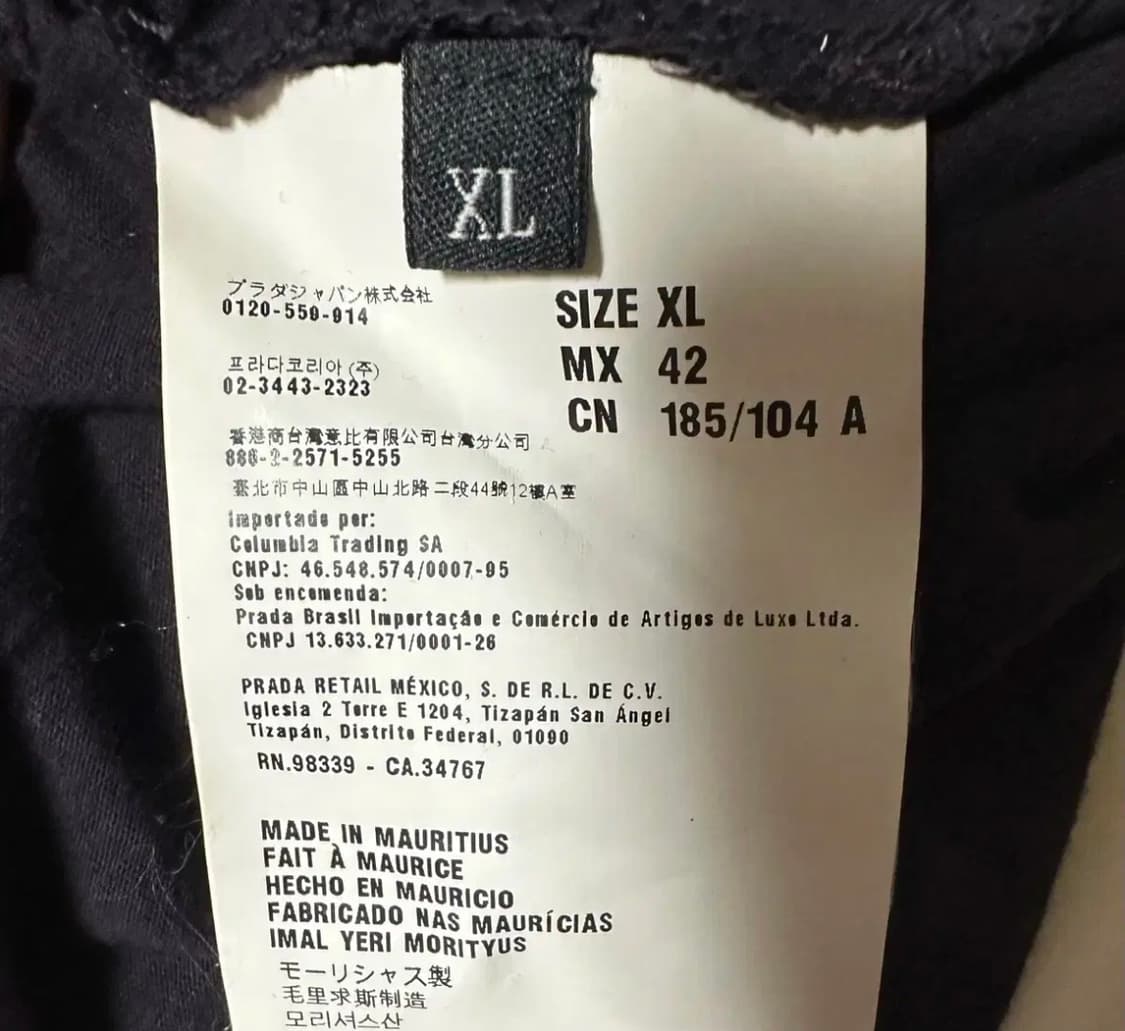 XL
プラダジャパン株式会社
0120-559-914
프라다코리아 (주)
02-3443-2323
香港商台灣意比有限公司台灣分公司
886-2-2571-5255
臺北市中山區中山北路二段44號12樓A室
SIZE XL
MX 42
CN 185/104 A
Importado por:
Columbia Trading SA
CNPJ: 46.548.574/0007-95
Sob encomenda:
Prada Brasil Importação e Comércio de Artigos de Luxo Ltda.
CNPJ 13.633.271/0001-26
PRADA RETAIL MÉXICO, S. DE R.L. DE C.V.
Iglesia 2 Torre E 1204, Tizapán San Ángel
Tizapán, Distrito Federal, 01090
RN.98339 - CA.34767
MADE IN MAURITIUS
FAIT À MAURICE
HECHO EN MAURICIO
FABRICADO NAS MAURÍCIAS
IMAL YERI MORITYUS
モーリシャス製
毛里求斯制造
모리셔스산